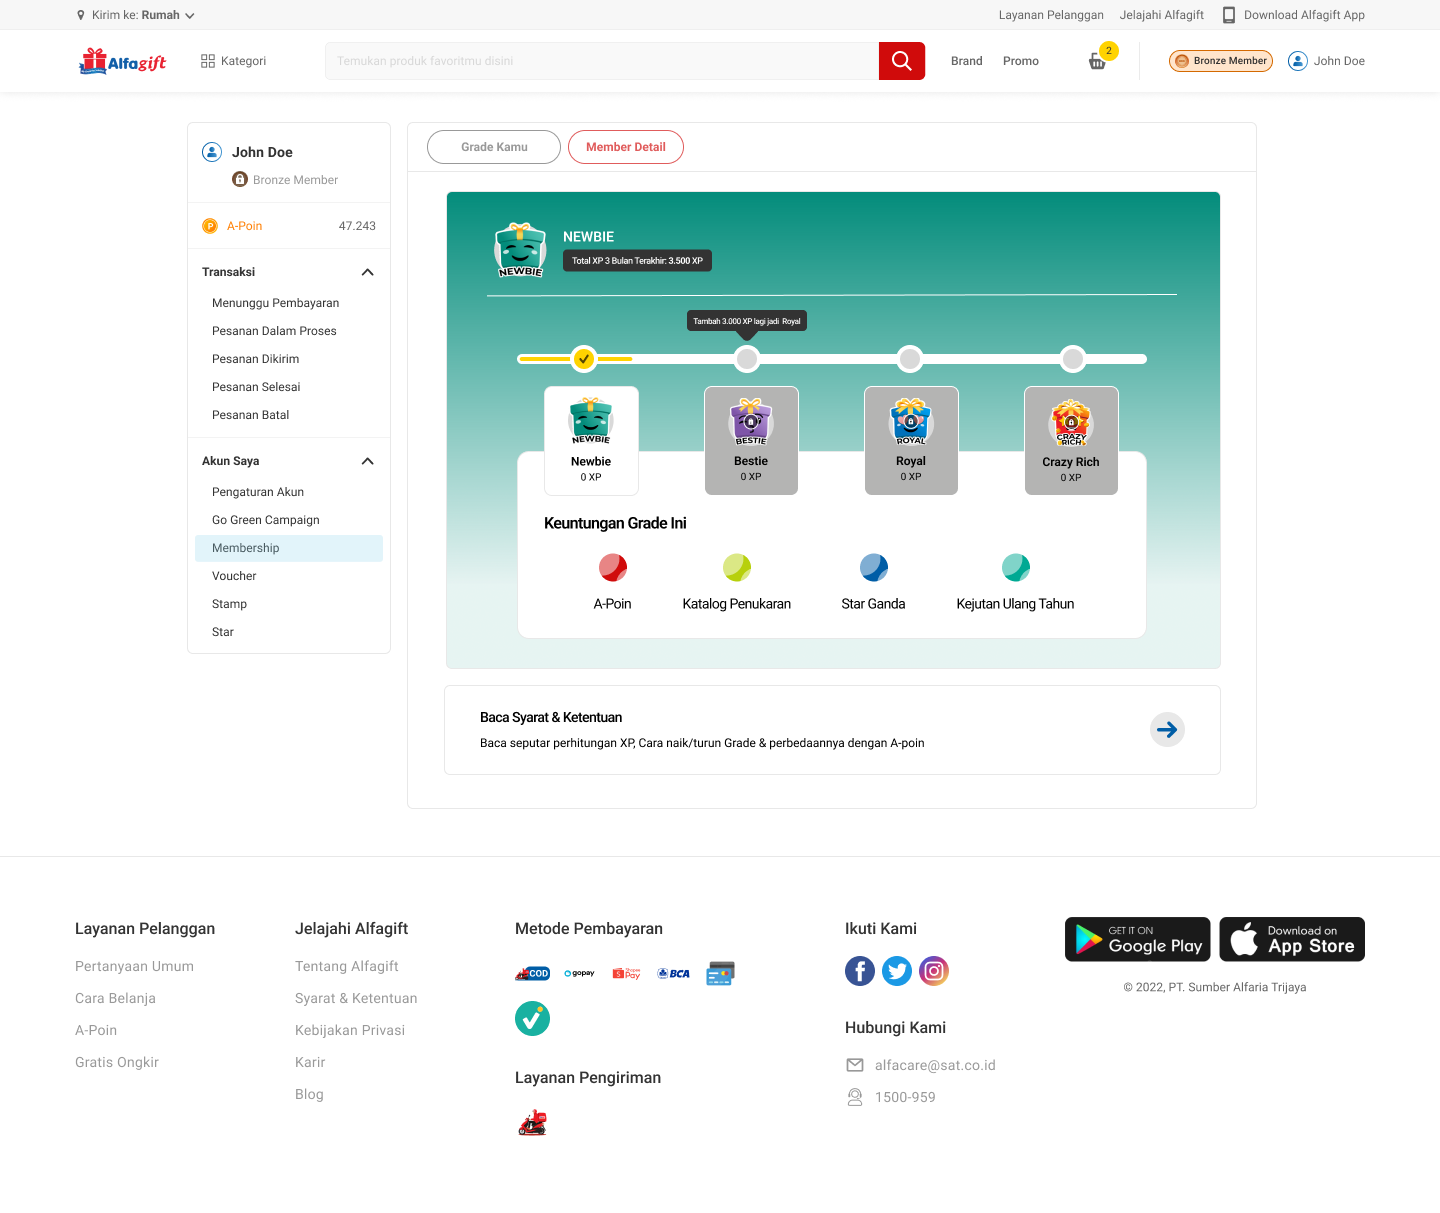 Kirim ke: Rumah
Layanan Pelanggan
Jelajahi Alfagift
Download Alfagift App
Alfagift
Kategori
Temukan produk favoritmu disini
Brand
Promo
2
Bronze Member
John Doe
John Doe
Bronze Member
A-Poin
47.243
Transaksi
Menunggu Pembayaran
Pesanan Dalam Proses
Pesanan Dikirim
Pesanan Selesai
Pesanan Batal
Akun Saya
Pengaturan Akun
Go Green Campaign
Membership
Voucher
Stamp
Star
Grade Kamu
Member Detail
NEWBIE
NEWBIE
Total XP 3 Bulan Terakhir: 3.500 XP
Tambah 3.000 XP lagi jadi Royal
NEWBIE
Newbie
0 XP
BESTIE
Bestie
0 XP
ROYAL
Royal
0 XP
CRAZY RICH
Crazy Rich
0 XP
Keuntungan Grade Ini
A-Poin
Katalog Penukaran
Star Ganda
Kejutan Ulang Tahun
Baca Syarat & Ketentuan
Baca seputar perhitungan XP, Cara naik/turun Grade & perbedaannya dengan A-poin
Layanan Pelanggan
Pertanyaan Umum
Cara Belanja
A-Poin
Gratis Ongkir
Jelajahi Alfagift
Tentang Alfagift
Syarat & Ketentuan
Kebijakan Privasi
Karir
Blog
Metode Pembayaran
COD
gopay
Shopee Pay
BCA
Layanan Pengiriman
Ikuti Kami
Hubungi Kami
alfacare@sat.co.id
1500-959
GET IT ON
Google Play
Download on
App Store
© 2022, PT. Sumber Alfaria Trijaya